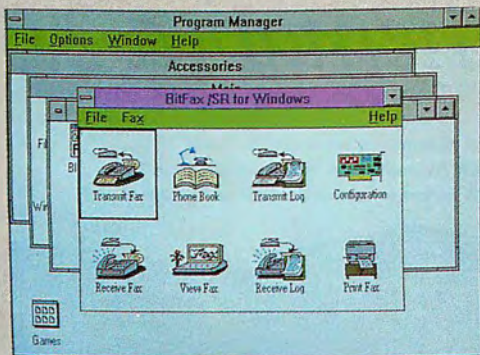 Program Manager
File Options Window Help
Accessories
Main
BitFax /SR for Windows
File Fax Help
Transmit Fax Phone Book Transmit Log Configuration
Receive Fax View Fax Receive Log Print Fax
Games